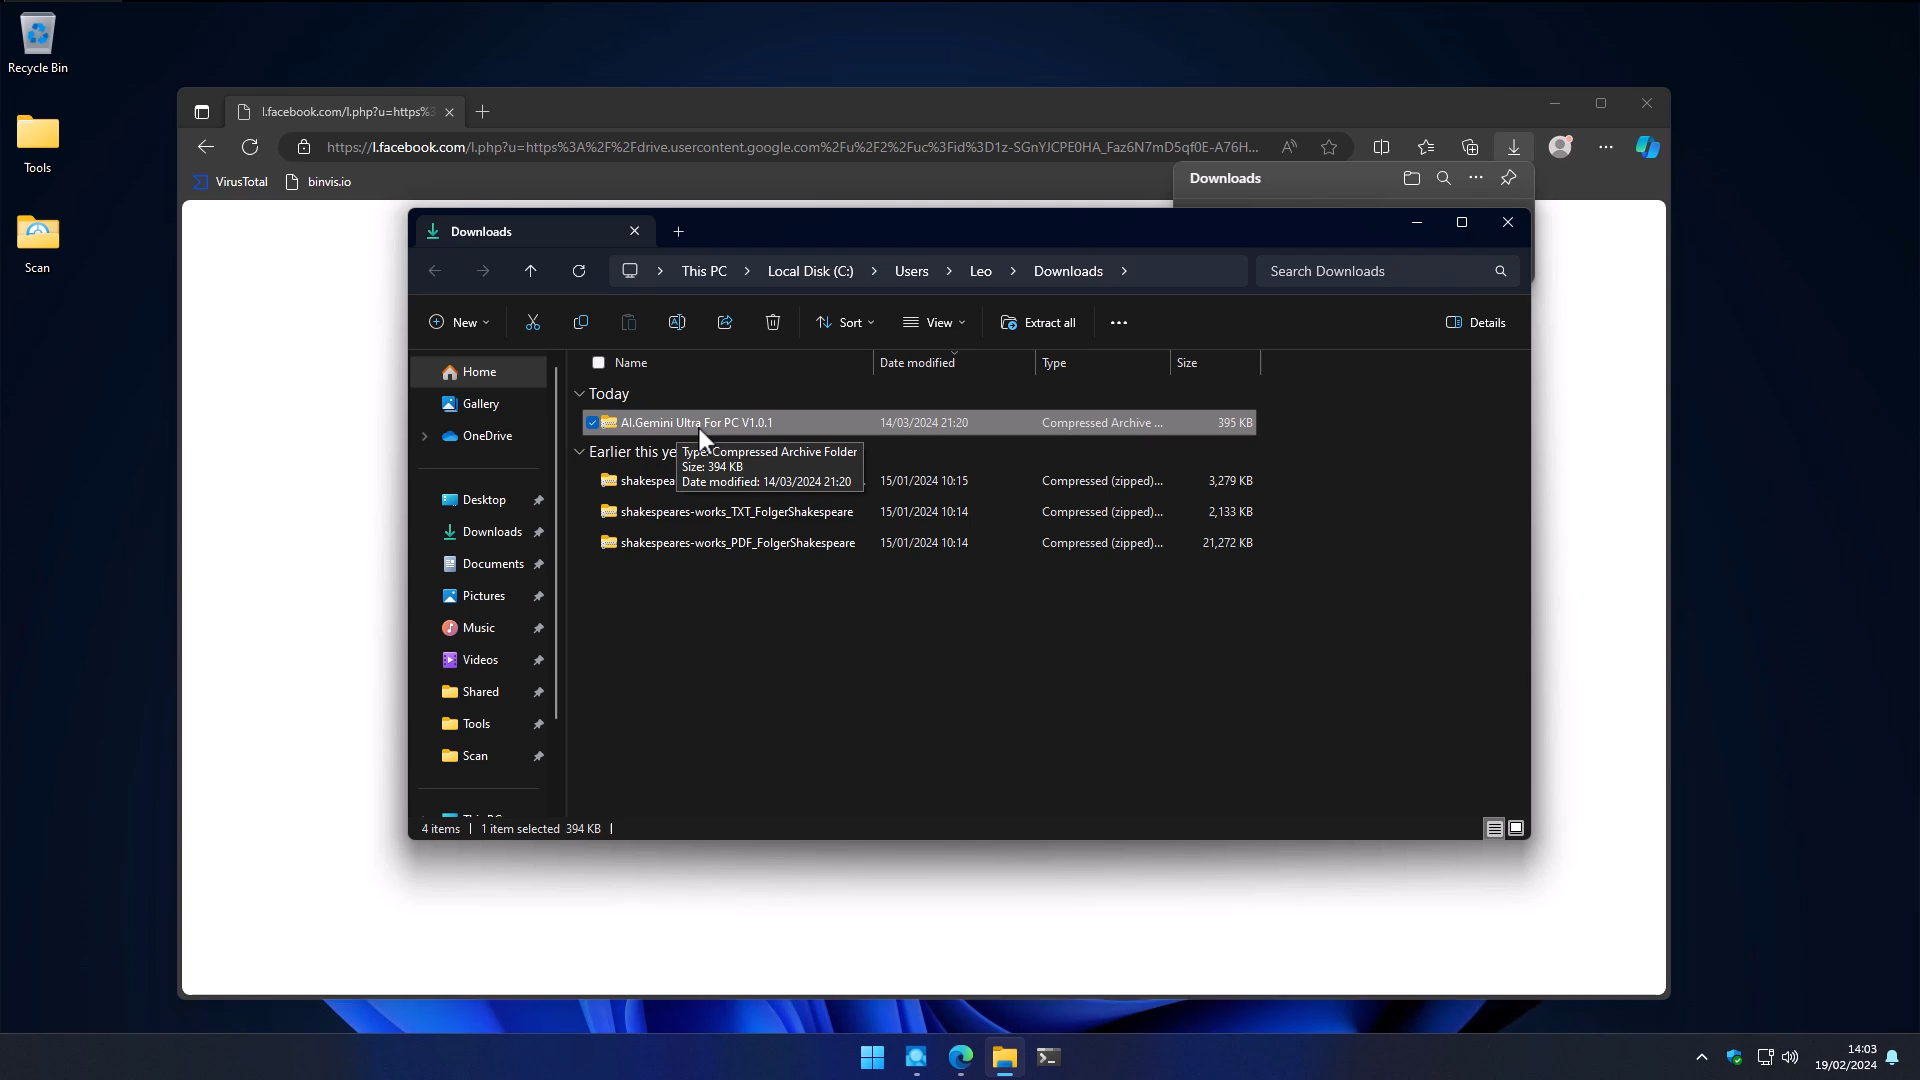 Recycle Bin
Tools
Scan
l.facebook.com/l.php?u=https%3
https://l.facebook.com/l.php?u=https%3A%2F%2Fdrive.usercontent.google.com%2Fu%2F2%2Fuc%3Fid%3D1z-SGnYJCPE0HA_Faz6N7mD5qf0E-A76H...
VirusTotal
binvis.io
Downloads
Downloads
This PC > Local Disk (C:) > Users > Leo > Downloads >
Search Downloads
New
Sort
View
Extract all
Details
Name
Date modified
Type
Size
Home
Gallery
OneDrive
Desktop
Downloads
Documents
Pictures
Music
Videos
Shared
Tools
Scan
Today
AI.Gemini Ultra For PC V1.0.1 14/03/2024 21:20 Compressed Archive ... 395 KB
Earlier this ye
Type: Compressed Archive Folder
Size: 394 KB
Date modified: 14/03/2024 21:20
shakespea 15/01/2024 10:15 Compressed (zipped)... 3,279 KB
shakespeares-works_TXT_FolgerShakespeare 15/01/2024 10:14 Compressed (zipped)... 2,133 KB
shakespeares-works_PDF_FolgerShakespeare 15/01/2024 10:14 Compressed (zipped)... 21,272 KB
4 items
1 item selected 394 KB
14:03
19/02/2024